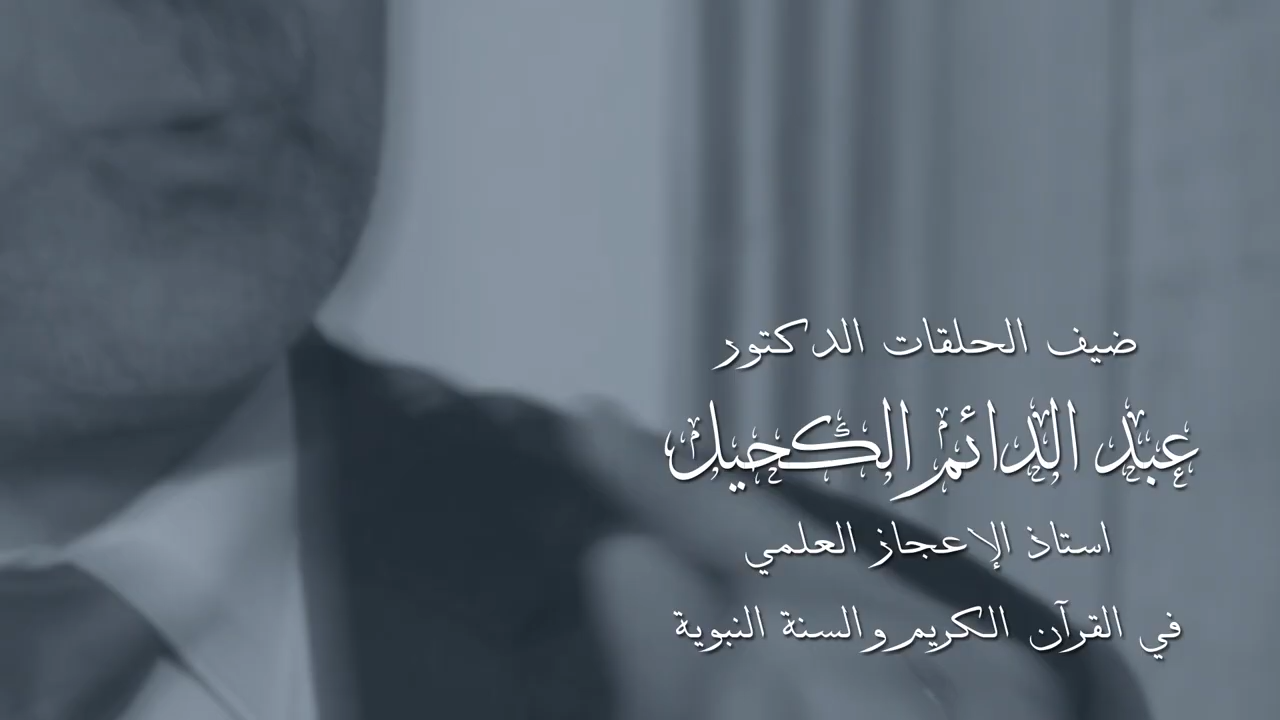 ضيف الحلقات الدكتور
عبد الدائم الكحيل
استاذ الإعجاز العلمي
في القرآن الكريم والسنة النبوية